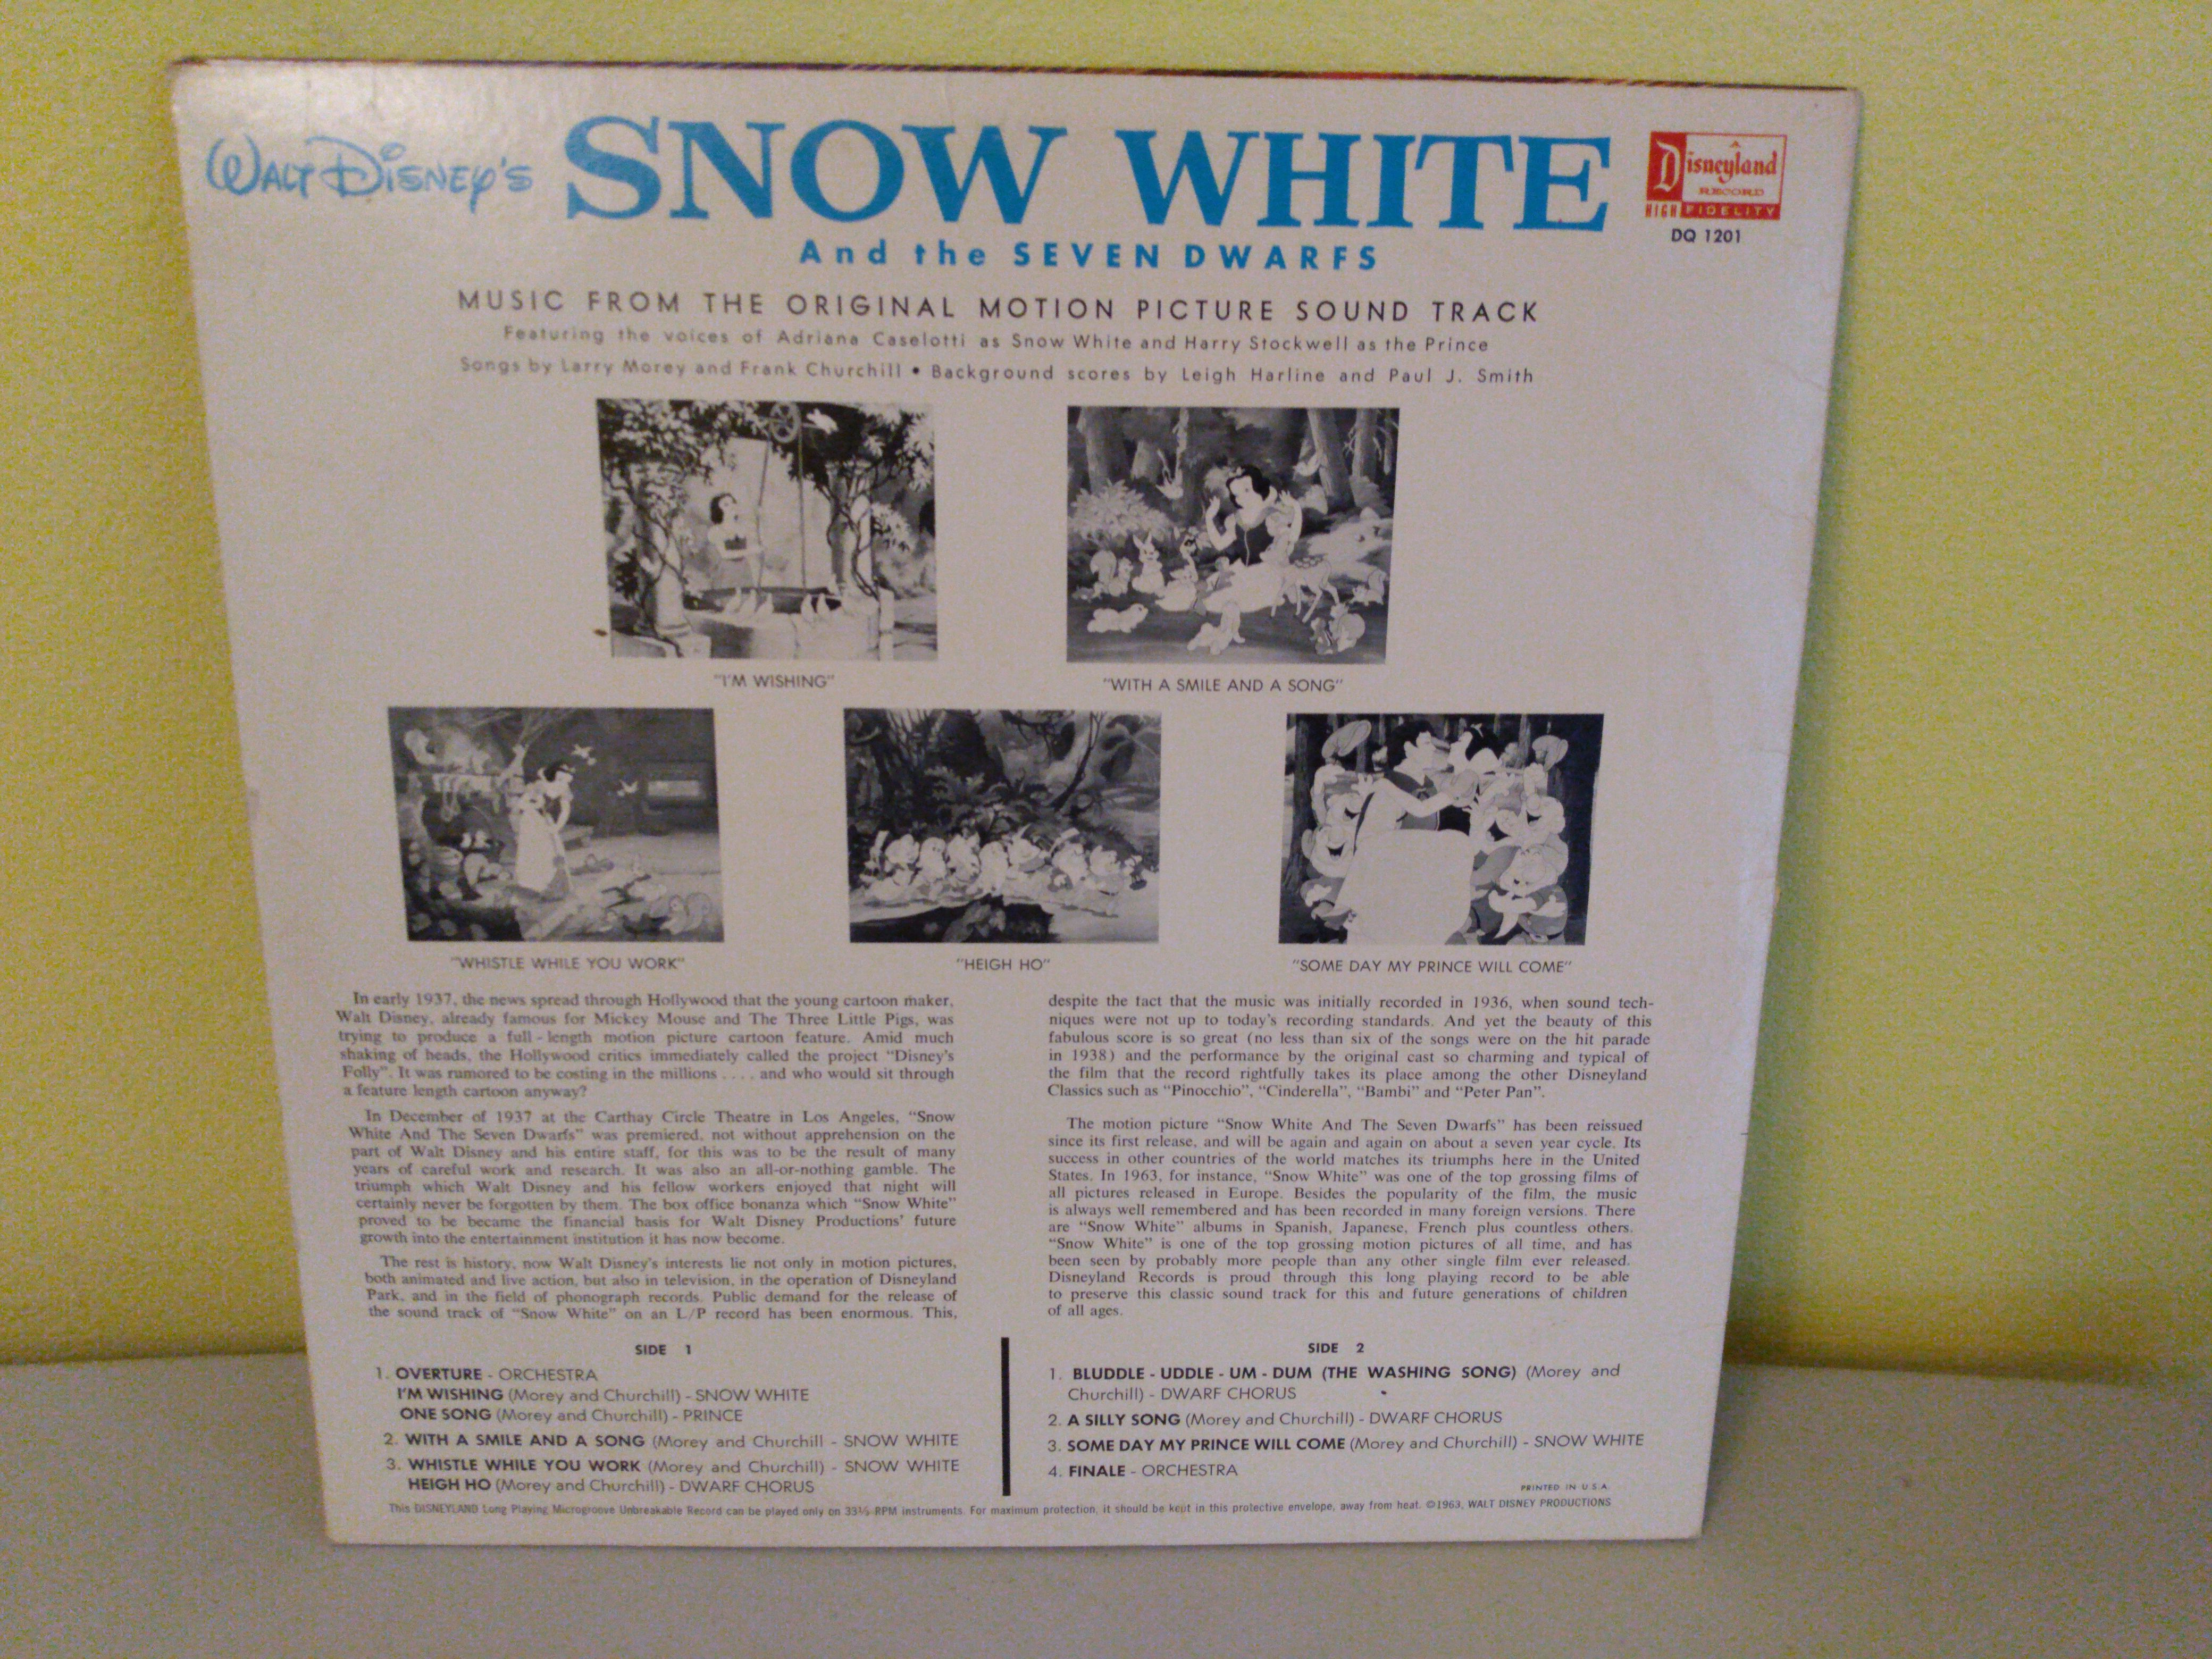 WALT DISNEY'S SNOW WHITE
And the SEVEN DWARFS
Disneyland
RECORD
HIGH FIDELITY
DQ 1201
MUSIC FROM THE ORIGINAL MOTION PICTURE SOUND TRACK
Featuring the voices of Adriana Caselotti as Snow White and Harry Stockwell as the Prince
Songs by Larry Morey and Frank Churchill • Background scores by Leigh Harline and Paul J. Smith
"I'M WISHING"
"WITH A SMILE AND A SONG"
"WHISTLE WHILE YOU WORK"
"HEIGH HO"
"SOME DAY MY PRINCE WILL COME"
In early 1937, the news spread through Hollywood that the young cartoon maker,
Walt Disney, already famous for Mickey Mouse and The Three Little Pigs, was
trying to produce a full - length motion picture cartoon feature. Amid much
shaking of heads, the Hollywood critics immediately called the project "Disney's
Folly". It was rumored to be costing in the millions . . . . and who would sit through
a feature length cartoon anyway?
In December of 1937 at the Carthay Circle Theatre in Los Angeles, "Snow
White And The Seven Dwarfs" was premiered, not without apprehension on the
part of Walt Disney and his entire staff, for this was to be the result of many
years of careful work and research. It was also an all-or-nothing gamble. The
triumph which Walt Disney and his fellow workers enjoyed that night will
certainly never be forgotten by them. The box office bonanza which "Snow White"
proved to be became the financial basis for Walt Disney Productions' future
growth into the entertainment institution it has now become.
The rest is history, now Walt Disney's interests lie not only in motion pictures,
both animated and live action, but also in television, in the operation of Disneyland
Park, and in the field of phonograph records. Public demand for the release of
the sound track of "Snow White" on an L/P record has been enormous. This,
despite the fact that the music was initially recorded in 1936, when sound tech-
niques were not up to today's recording standards. And yet the beauty of this
fabulous score is so great (no less than six of the songs were on the hit parade
in 1938) and the performance by the original cast so charming and typical of
the film that the record rightfully takes its place among the other Disneyland
Classics such as "Pinocchio", "Cinderella", "Bambi" and "Peter Pan".
The motion picture "Snow White And The Seven Dwarfs" has been reissued
since its first release, and will be again and again on about a seven year cycle. Its
success in other countries of the world matches its triumphs here in the United
States. In 1963, for instance, "Snow White" was one of the top grossing films of
all pictures released in Europe. Besides the popularity of the film, the music
is always well remembered and has been recorded in many foreign versions. There
are "Snow White" albums in Spanish, Japanese, French plus countless others.
"Snow White" is one of the top grossing motion pictures of all time, and has
been seen by probably more people than any other single film ever released.
Disneyland Records is proud through this long playing record to be able
to preserve this classic sound track for this and future generations of children
of all ages.
SIDE 1
1. OVERTURE - ORCHESTRA
I'M WISHING (Morey and Churchill) - SNOW WHITE
ONE SONG (Morey and Churchill) - PRINCE
2. WITH A SMILE AND A SONG (Morey and Churchill - SNOW WHITE
3. WHISTLE WHILE YOU WORK (Morey and Churchill) - SNOW WHITE
HEIGH HO (Morey and Churchill) - DWARF CHORUS
SIDE 2
1. BLUDDLE - UDDLE - UM - DUM (THE WASHING SONG) (Morey and
Churchill) - DWARF CHORUS
2. A SILLY SONG (Morey and Churchill) - DWARF CHORUS
3. SOME DAY MY PRINCE WILL COME (Morey and Churchill) - SNOW WHITE
4. FINALE - ORCHESTRA
PRINTED IN U.S.A.
This DISNEYLAND Long Playing Microgroove Unbreakable Record can be played only on 33⅓ RPM instruments. For maximum protection, it should be kept in this protective envelope, away from heat. ©1963, WALT DISNEY PRODUCTIONS